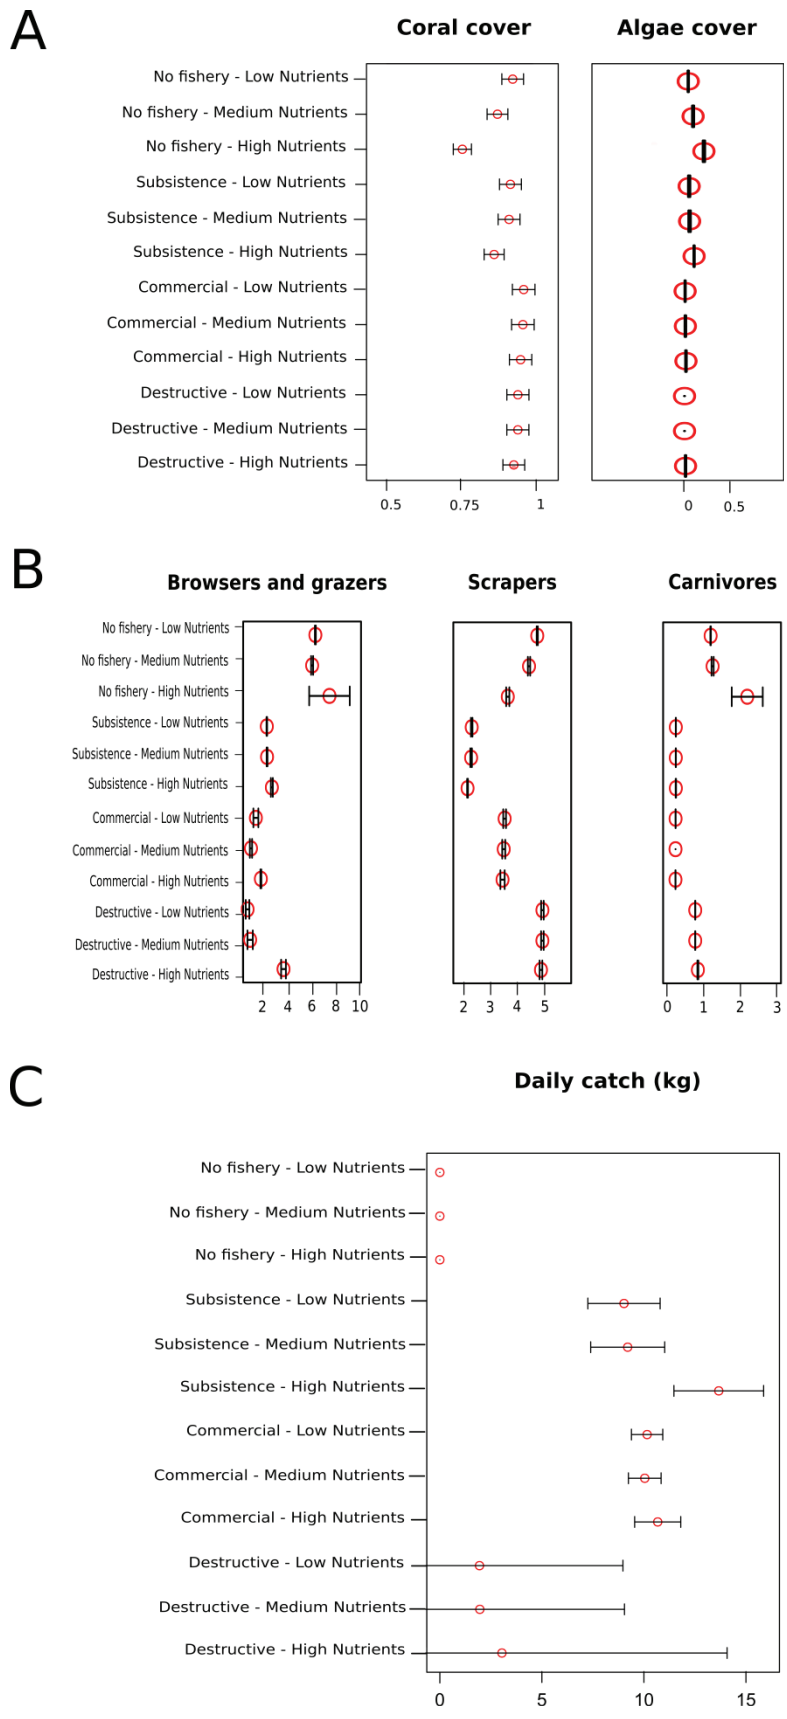 A
Coral cover Algae cover
No fishery - Low Nutrients
No fishery - Medium Nutrients
No fishery - High Nutrients
Subsistence - Low Nutrients
Subsistence - Medium Nutrients
Subsistence - High Nutrients
Commercial - Low Nutrients
Commercial - Medium Nutrients
Commercial - High Nutrients
Destructive - Low Nutrients
Destructive - Medium Nutrients
Destructive - High Nutrients
0.5 0.75 1 0 0.5
B
Browsers and grazers Scrapers Carnivores
No fishery - Low Nutrients
No fishery - Medium Nutrients
No fishery - High Nutrients
Subsistence - Low Nutrients
Subsistence - Medium Nutrients
Subsistence - High Nutrients
Commercial - Low Nutrients
Commercial - Medium Nutrients
Commercial - High Nutrients
Destructive - Low Nutrients
Destructive - Medium Nutrients
Destructive - High Nutrients
2 4 6 8 10 2 3 4 5 0 1 2 3
C
Daily catch (kg)
No fishery - Low Nutrients
No fishery - Medium Nutrients
No fishery - High Nutrients
Subsistence - Low Nutrients
Subsistence - Medium Nutrients
Subsistence - High Nutrients
Commercial - Low Nutrients
Commercial - Medium Nutrients
Commercial - High Nutrients
Destructive - Low Nutrients
Destructive - Medium Nutrients
Destructive - High Nutrients
0 5 10 15